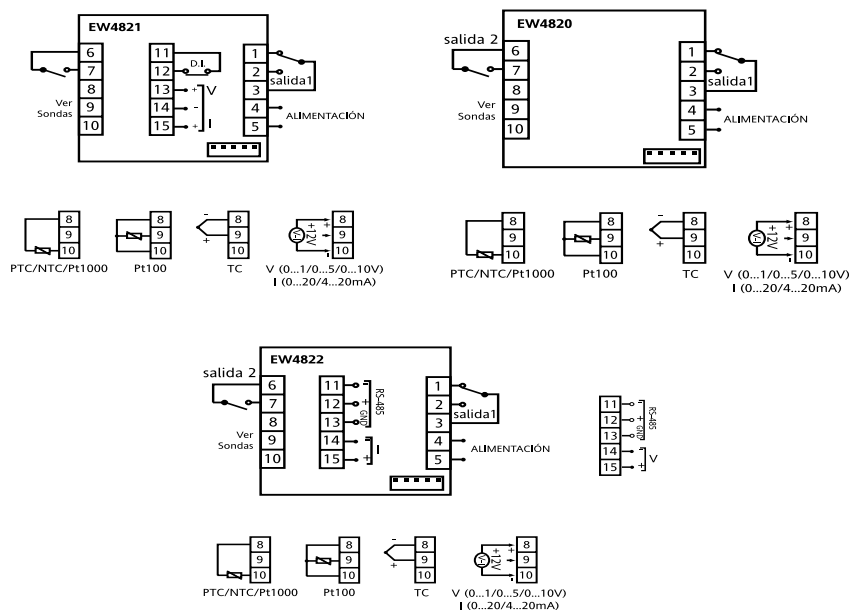 EW4821
6
7
8
9
10
Ver
Sondas
11
12
13
14
15
D.I.
+ V
-
+ I
1
2
3
4
5
salida1
ALIMENTACIÓN
EW4820
salida 2
6
7
8
9
10
Ver
Sondas
1
2
3
4
5
salida1
ALIMENTACIÓN
8
9
10
PTC/NTC/Pt1000
8
9
10
Pt100
-
+
8
9
10
TC
V-I
+12V
+
-
8
9
10
V (0...1/0...5/0...10V)
I (0...20/4...20mA)
8
9
10
PTC/NTC/Pt1000
8
9
10
Pt100
-
+
8
9
10
TC
V-I
+12V
+
-
8
9
10
V (0...1/0...5/0...10V)
I (0...20/4...20mA)
EW4822
salida 2
6
7
8
9
10
Ver
Sondas
11
12
13
14
15
-
+
GND
RS-485
-
+
I
1
2
3
4
5
salida1
ALIMENTACIÓN
11
12
13
14
15
-
+
GND
RS-485
-
+
V
8
9
10
PTC/NTC/Pt1000
8
9
10
Pt100
-
+
8
9
10
TC
V-I
+12V
+
-
8
9
10
V (0...1/0...5/0...10V)
I (0...20/4...20mA)